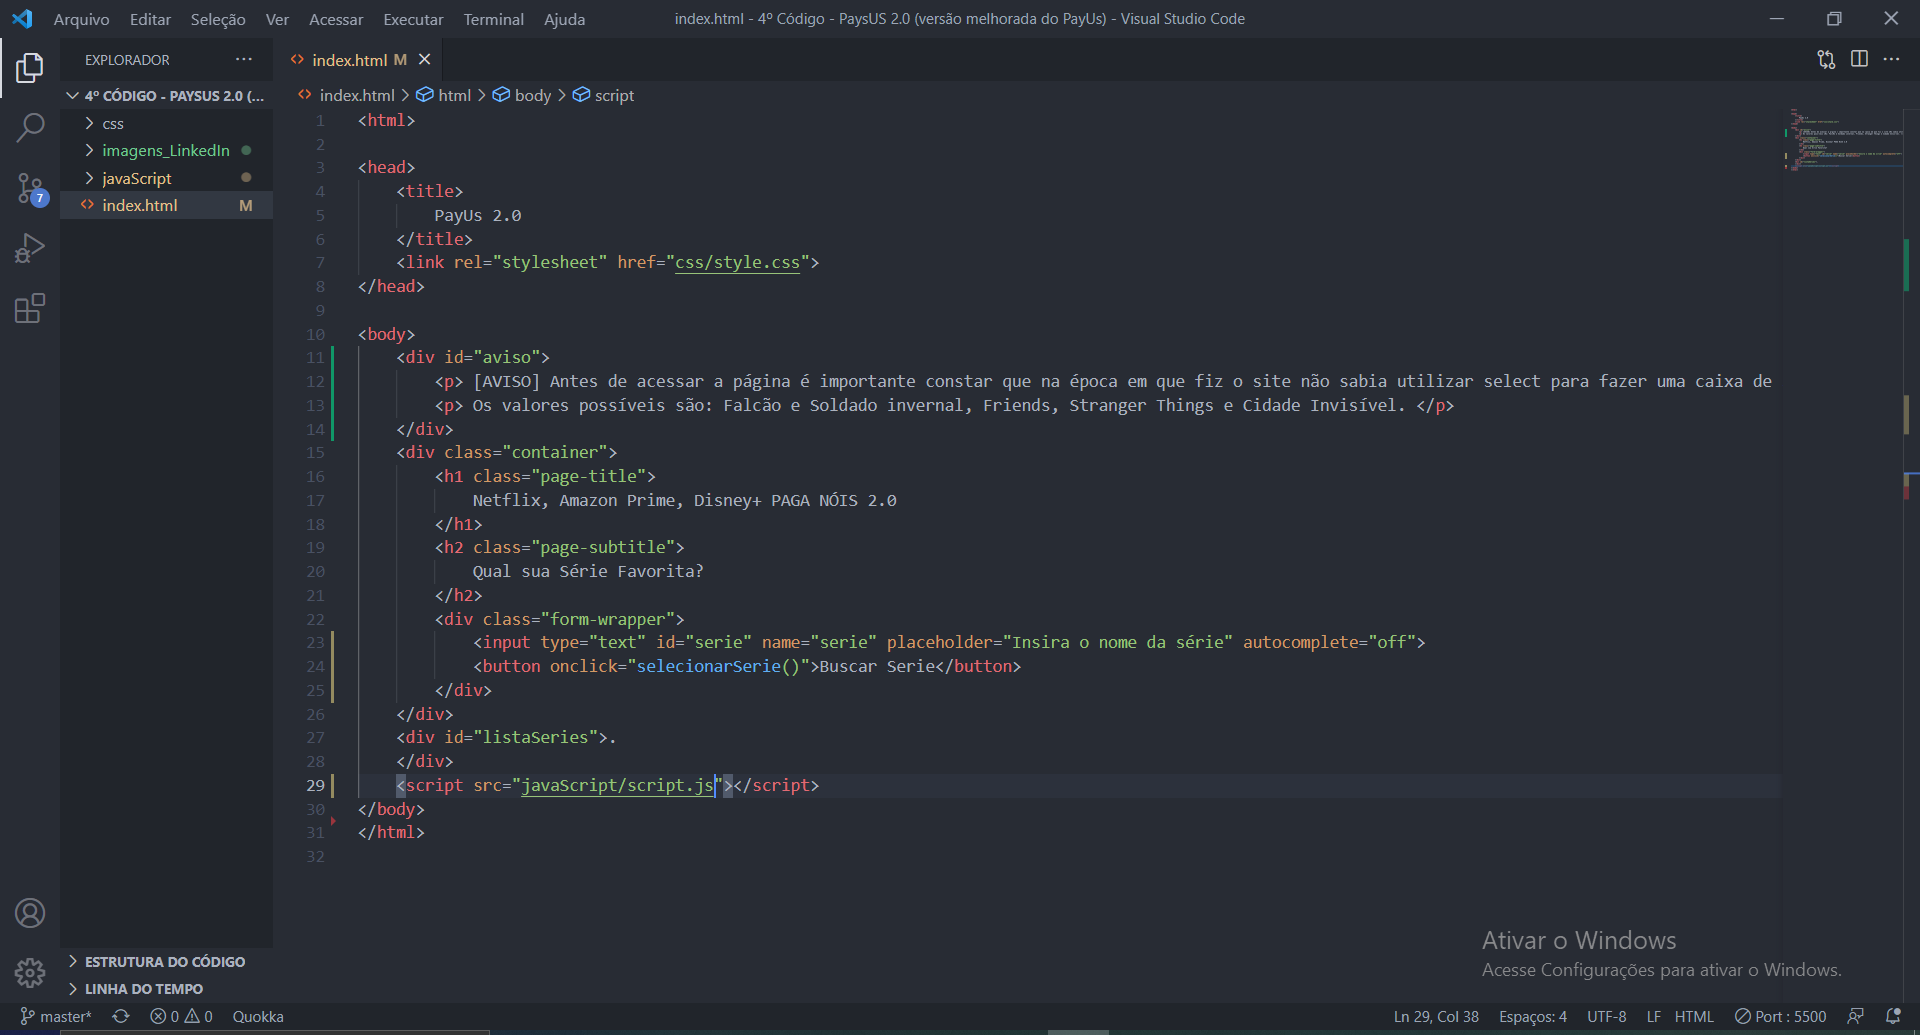 Arquivo Editar Seleção Ver Acessar Executar Terminal Ajuda
index.html - 4º Código - PaysUS 2.0 (versão melhorada do PayUs) - Visual Studio Code
EXPLORADOR ···
4º CÓDIGO - PAYSUS 2.0 (...
css
imagens_LinkedIn
javaScript
index.html M
7
ESTRUTURA DO CÓDIGO
LINHA DO TEMPO
index.html M
index.html > html > body > script
1 <html>
2
3 <head>
4 <title>
5 PayUs 2.0
6 </title>
7 <link rel="stylesheet" href="css/style.css">
8 </head>
9
10 <body>
11 <div id="aviso">
12 <p> [AVISO] Antes de acessar a página é importante constar que na época em que fiz o site não sabia utilizar select para fazer uma caixa de
13 <p> Os valores possíveis são: Falcão e Soldado invernal, Friends, Stranger Things e Cidade Invisível. </p>
14 </div>
15 <div class="container">
16 <h1 class="page-title">
17 Netflix, Amazon Prime, Disney+ PAGA NÓIS 2.0
18 </h1>
19 <h2 class="page-subtitle">
20 Qual sua Série Favorita?
21 </h2>
22 <div class="form-wrapper">
23 <input type="text" id="serie" name="serie" placeholder="Insira o nome da série" autocomplete="off">
24 <button onclick="selecionarSerie()">Buscar Serie</button>
25 </div>
26 </div>
27 <div id="listaSeries">.
28 </div>
29 <script src="javaScript/script.js"></script>
30 </body>
31 </html>
32
Ativar o Windows
Acesse Configurações para ativar o Windows.
master* 0 0 Quokka
Ln 29, Col 38 Espaços: 4 UTF-8 LF HTML Port : 5500